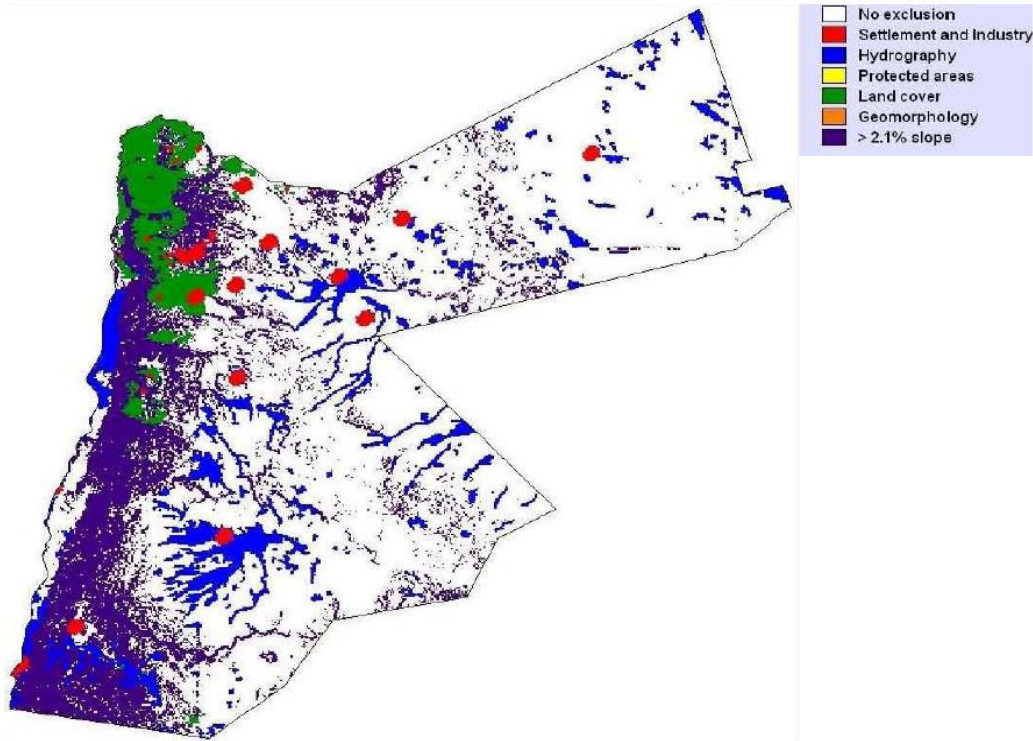 No exclusion
Settlement and Industry
Hydrography
Protected areas
Land cover
Geomorphology
> 2.1% slope